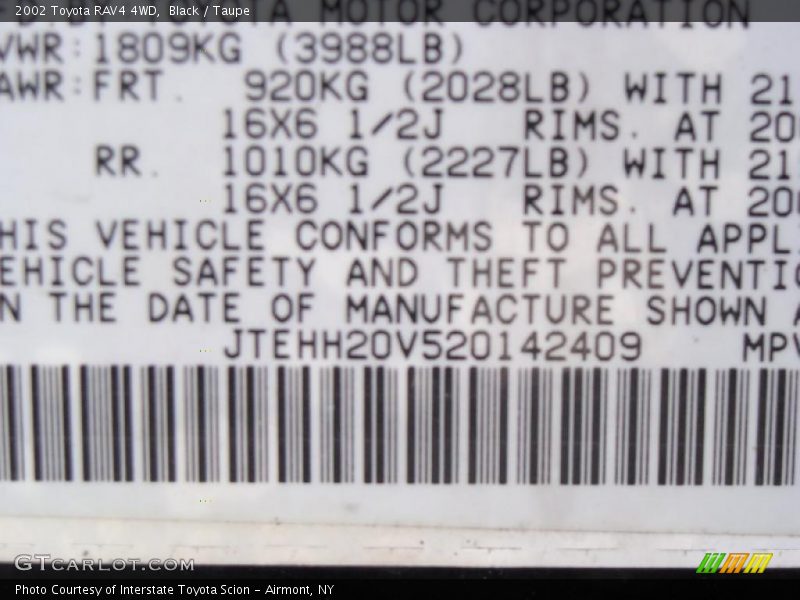 2002 Toyota RAV4 4WD, Black / Taupe
MOTOR CORPORATION
VWR:1809KG (3988LB)
AWR:FRT. 920KG (2028LB) WITH 21
16X6 1/2J RIMS. AT 20
RR. 1010KG (2227LB) WITH 21
16X6 1/2J RIMS. AT 20
HIS VEHICLE CONFORMS TO ALL APPL
EHICLE SAFETY AND THEFT PREVENTIO
N THE DATE OF MANUFACTURE SHOWN A
JTEHH20V520142409 MPV
GTCARLOT.COM
Photo Courtesy of Interstate Toyota Scion - Airmont, NY